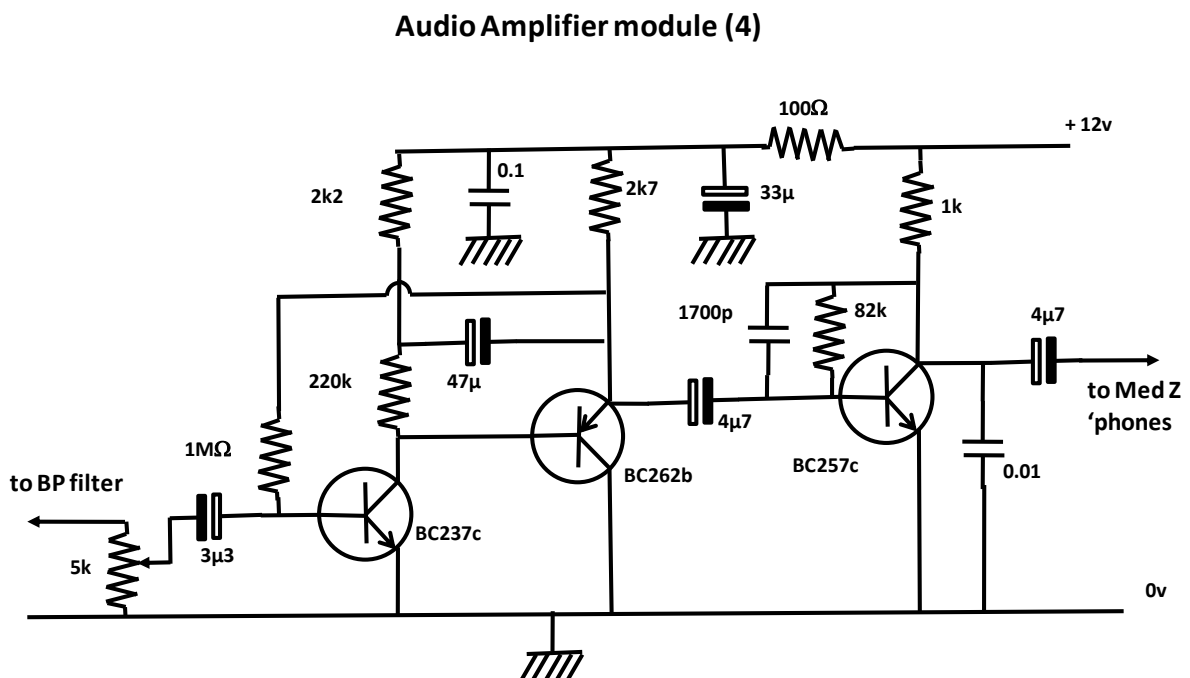 Audio Amplifier module (4)
100Ω
+ 12v
0.1
2k2
2k7
33µ
1k
1700p
82k
4µ7
220k
47µ
4µ7
to Med Z
‘phones
1MΩ
BC262b
BC257c
0.01
to BP filter
BC237c
3µ3
5k
0v